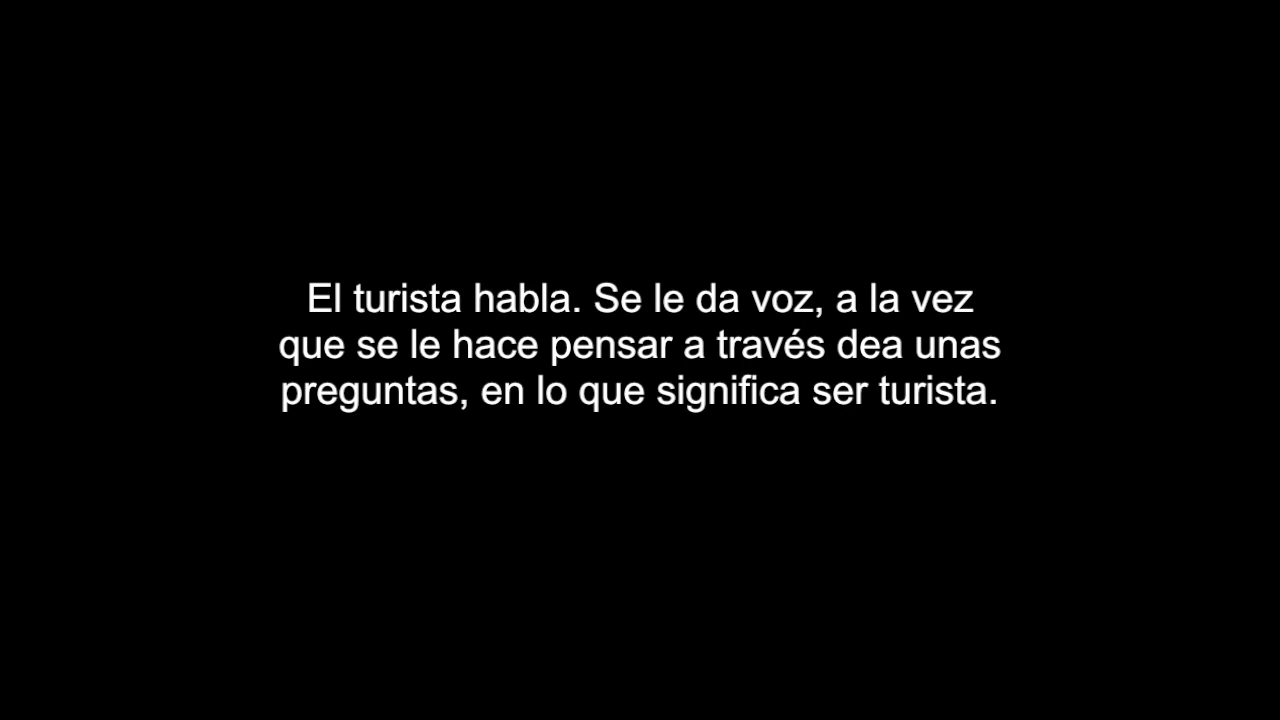 El turista habla. Se le da voz, a la vez
que se le hace pensar a través dea unas
preguntas, en lo que significa ser turista.